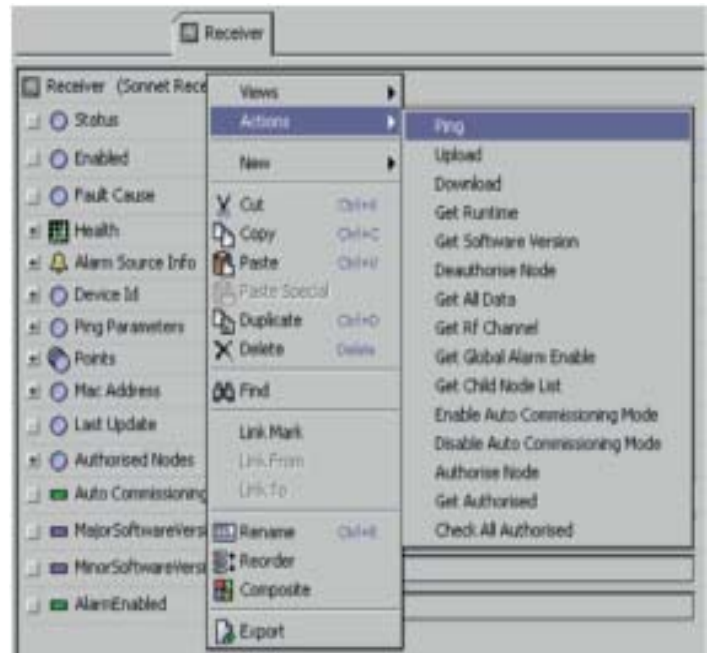 Receiver
Receiver (Sonnet Rece
Status
Enabled
Fault Cause
Health
Alarm Source Info
Device Id
Ping Parameters
Points
Mac Address
Last Update
Authorised Nodes
Auto Commissioning
MajorSoftwareVersi
MinorSoftwareVersi
AlarmEnabled
Views
Actions
New
Cut
Copy Ctrl+C
Paste Ctrl+V
Paste Special
Duplicate Ctrl+D
Delete Delete
Find
Link Mark
Link From
Link To
Rename Ctrl+R
Reorder
Composite
Export
Ping
Upload
Download
Get Runtime
Get Software Version
Deauthorise Node
Get All Data
Get Rf Channel
Get Global Alarm Enable
Get Child Node List
Enable Auto Commissioning Mode
Disable Auto Commissioning Mode
Authorise Node
Get Authorised
Check All Authorised